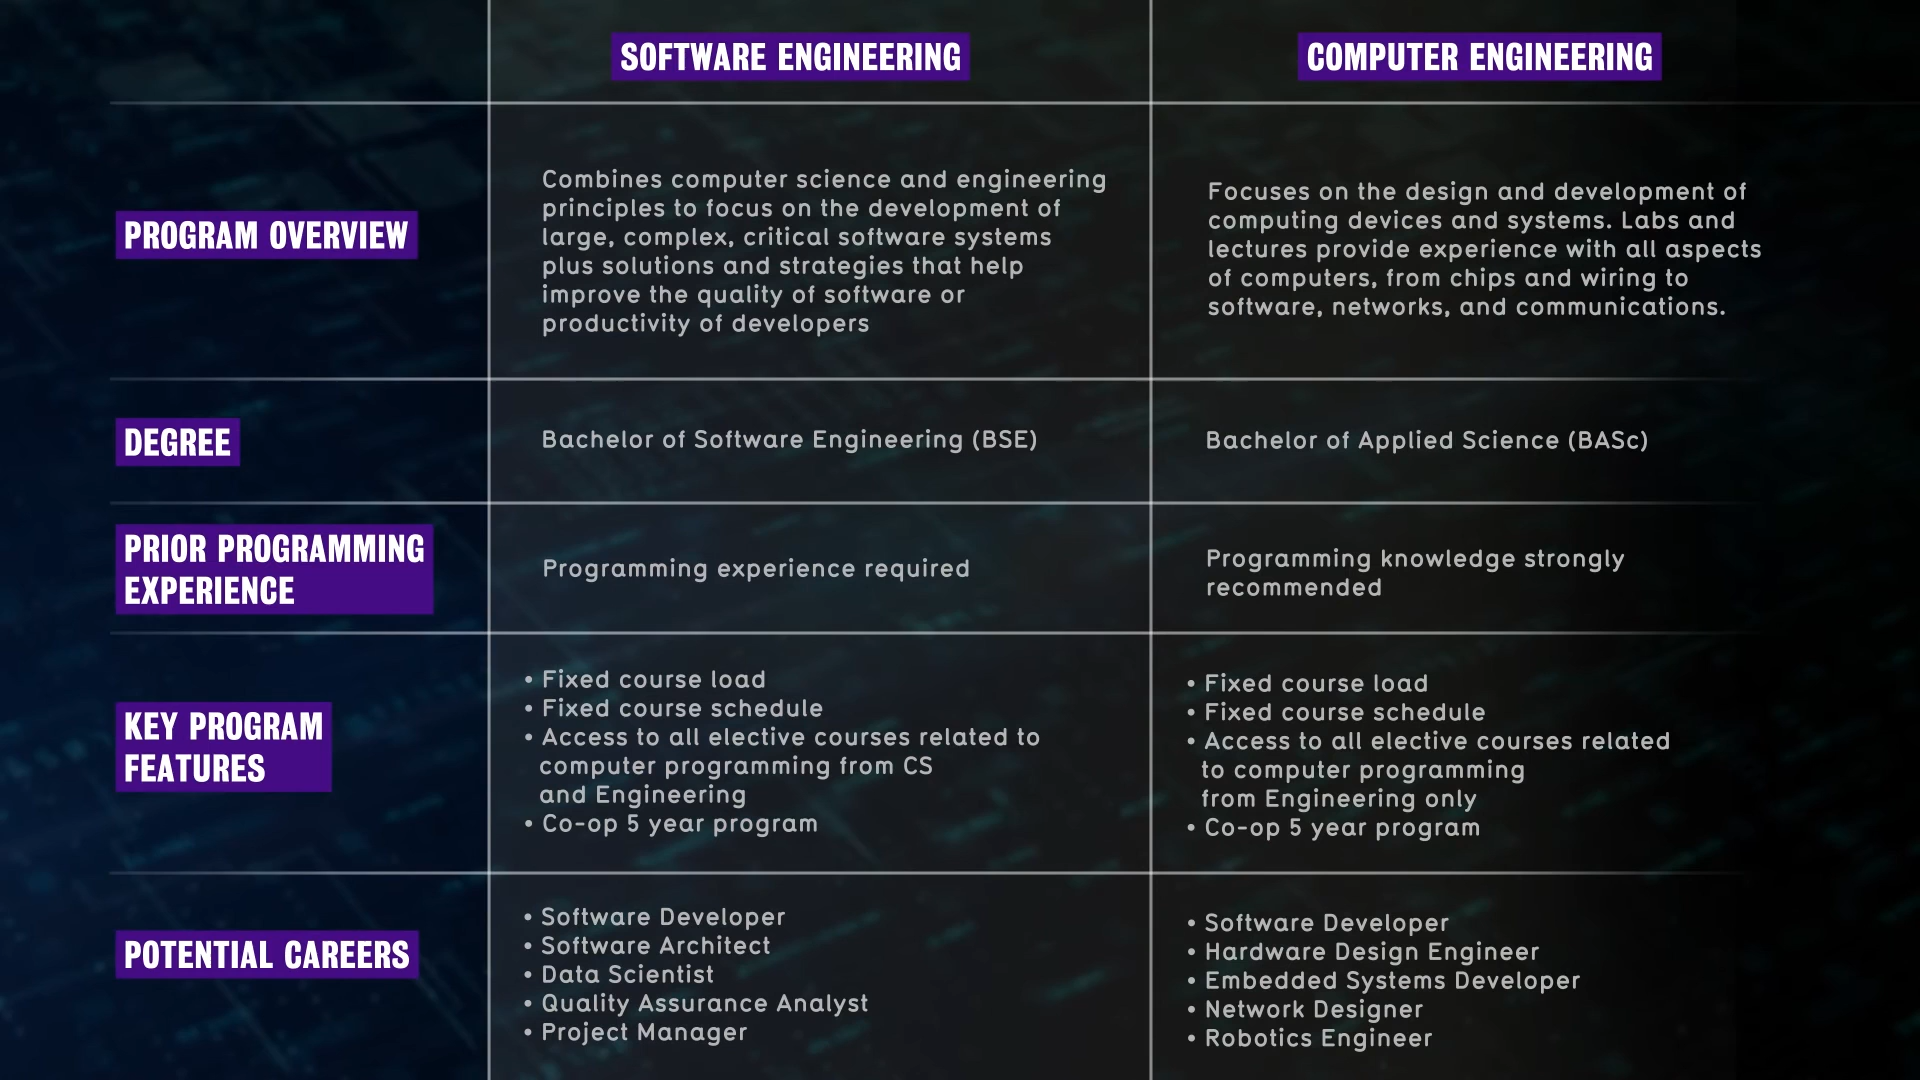 SOFTWARE ENGINEERING
COMPUTER ENGINEERING
PROGRAM OVERVIEW
Combines computer science and engineering
principles to focus on the development of
large, complex, critical software systems
plus solutions and strategies that help
improve the quality of software or
productivity of developers
Focuses on the design and development of
computing devices and systems. Labs and
lectures provide experience with all aspects
of computers, from chips and wiring to
software, networks, and communications.
DEGREE
Bachelor of Software Engineering (BSE)
Bachelor of Applied Science (BASc)
PRIOR PROGRAMMING
EXPERIENCE
Programming experience required
Programming knowledge strongly
recommended
KEY PROGRAM
FEATURES
• Fixed course load
• Fixed course schedule
• Access to all elective courses related to
computer programming from CS
and Engineering
• Co-op 5 year program
• Fixed course load
• Fixed course schedule
• Access to all elective courses related
to computer programming
from Engineering only
• Co-op 5 year program
POTENTIAL CAREERS
• Software Developer
• Software Architect
• Data Scientist
• Quality Assurance Analyst
• Project Manager
• Software Developer
• Hardware Design Engineer
• Embedded Systems Developer
• Network Designer
• Robotics Engineer